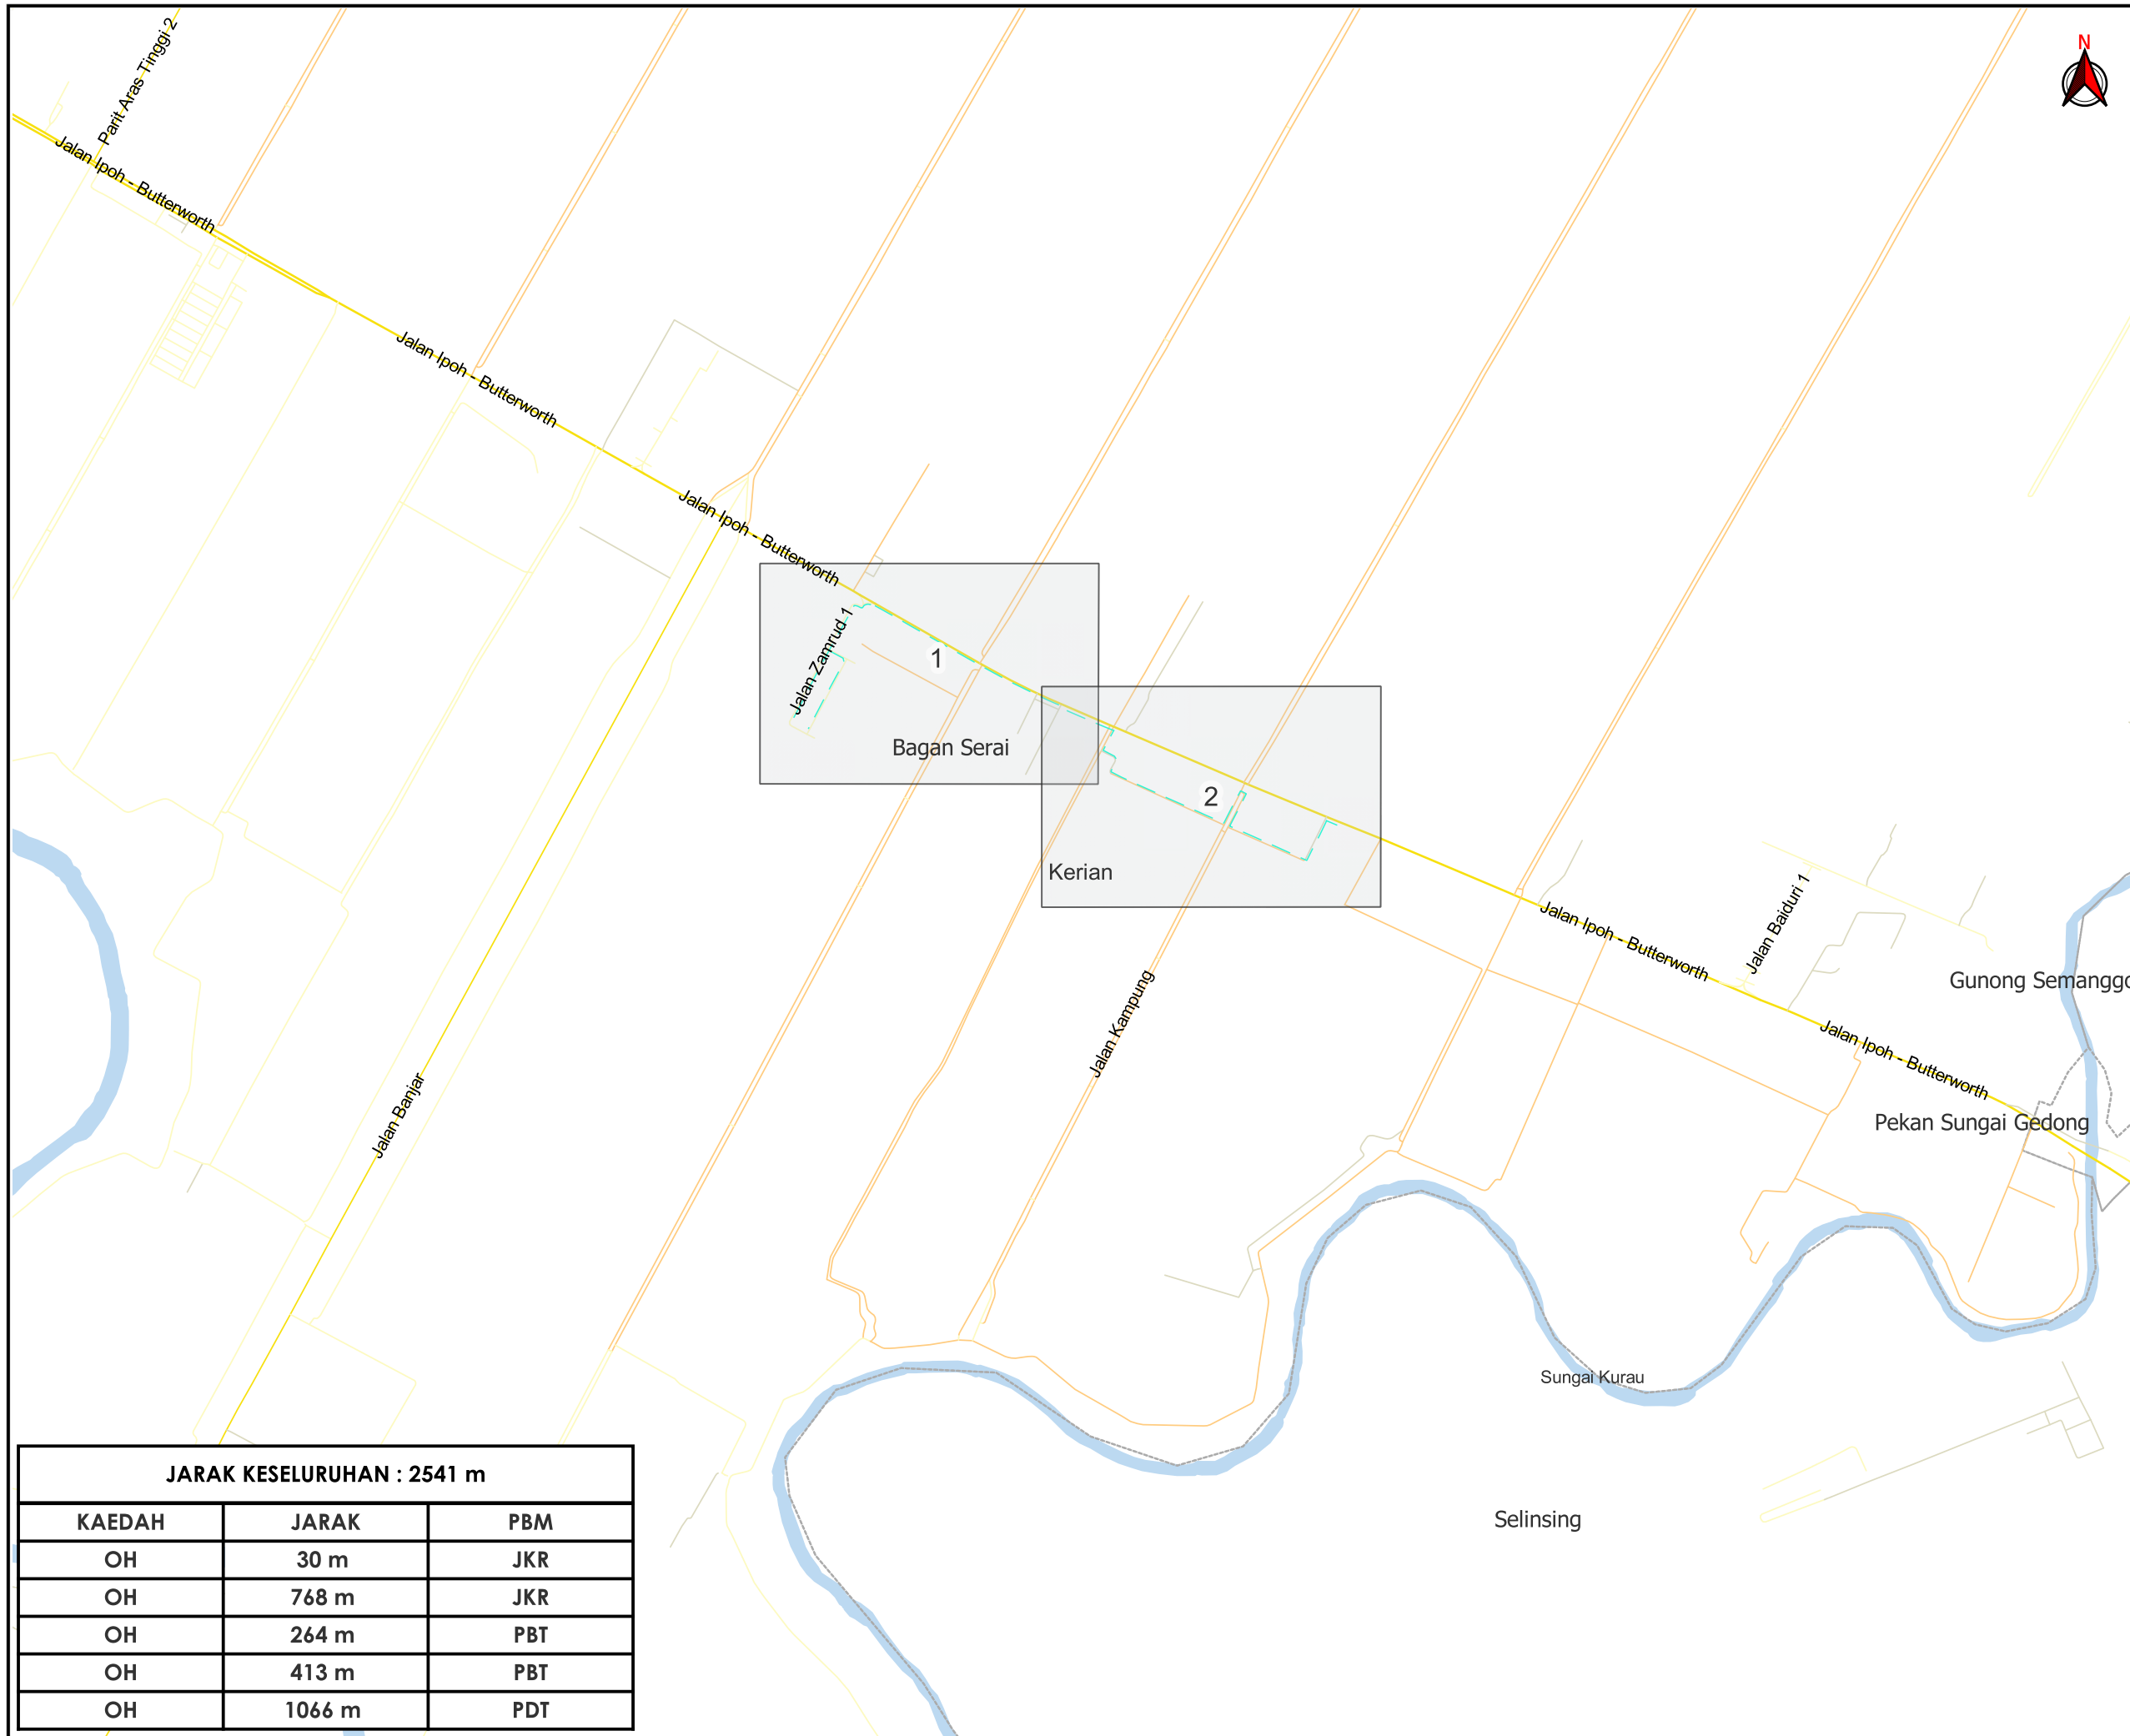 N
Parit Aras Tinggi 2
Jalan Ipoh - Butterworth
Jalan Ipoh - Butterworth
Jalan Ipoh - Butterworth
Jalan Zamrud 1
1
Bagan Serai
2
Kerian
Jalan Ipoh - Butterworth
Jalan Baiduri 1
Gunong Semanggo
Jalan Kampung
Jalan Ipoh - Butterworth
Jalan Banjar
Pekan Sungai Gedong
Sungai Kurau
Selinsing
JARAK KESELURUHAN : 2541 m
KAEDAH JARAK PBM
OH 30 m JKR
OH 768 m JKR
OH 264 m PBT
OH 413 m PBT
OH 1066 m PDT